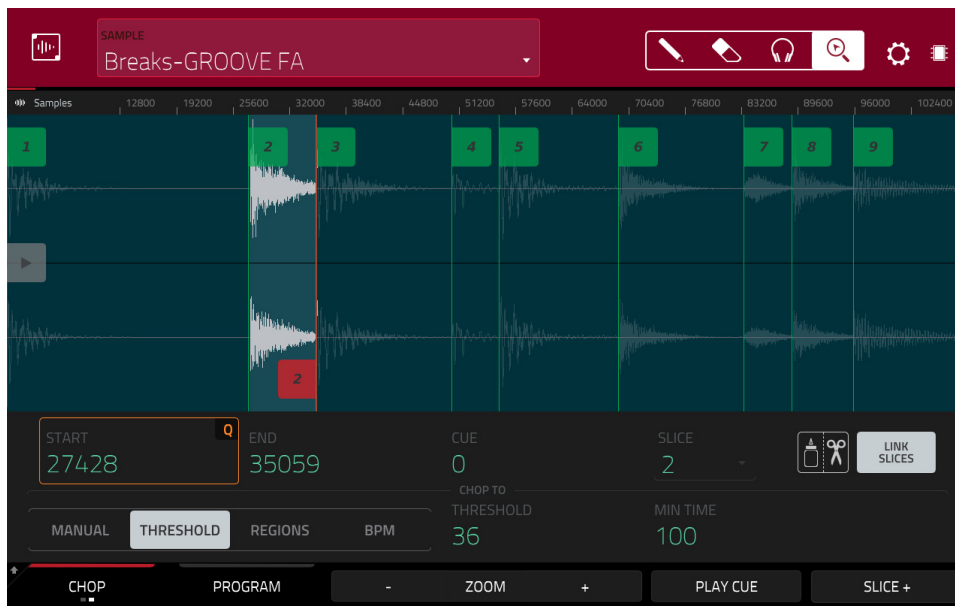 SAMPLE
Breaks-GROOVE FA
Samples 12800 19200 25600 32000 38400 44800 51200 57600 64000 70400 76800 83200 89600 96000 102400
1 2 3 4 5 6 7 8 9
2
START Q END CUE SLICE
27428 35059 0 2
LINK
SLICES
CHOP TO
MANUAL THRESHOLD REGIONS BPM THRESHOLD MIN TIME
36 100
CHOP PROGRAM - ZOOM + PLAY CUE SLICE +